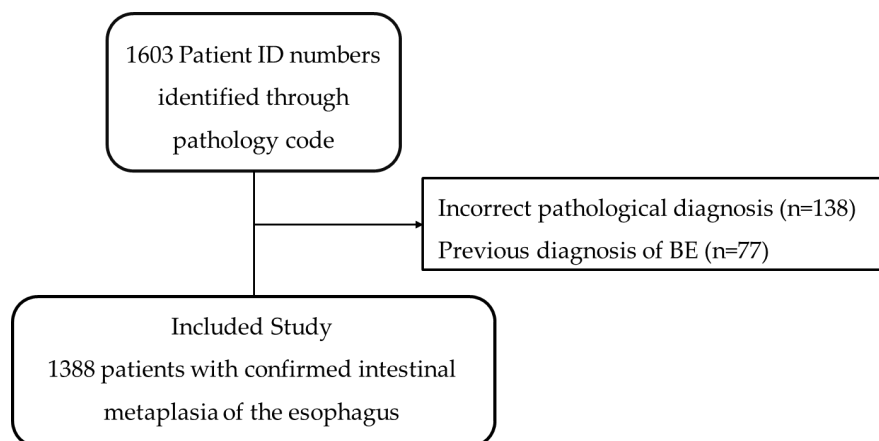 1603 Patient ID numbers
identified through
pathology code
Incorrect pathological diagnosis (n=138)
Previous diagnosis of BE (n=77)
Included Study
1388 patients with confirmed intestinal
metaplasia of the esophagus